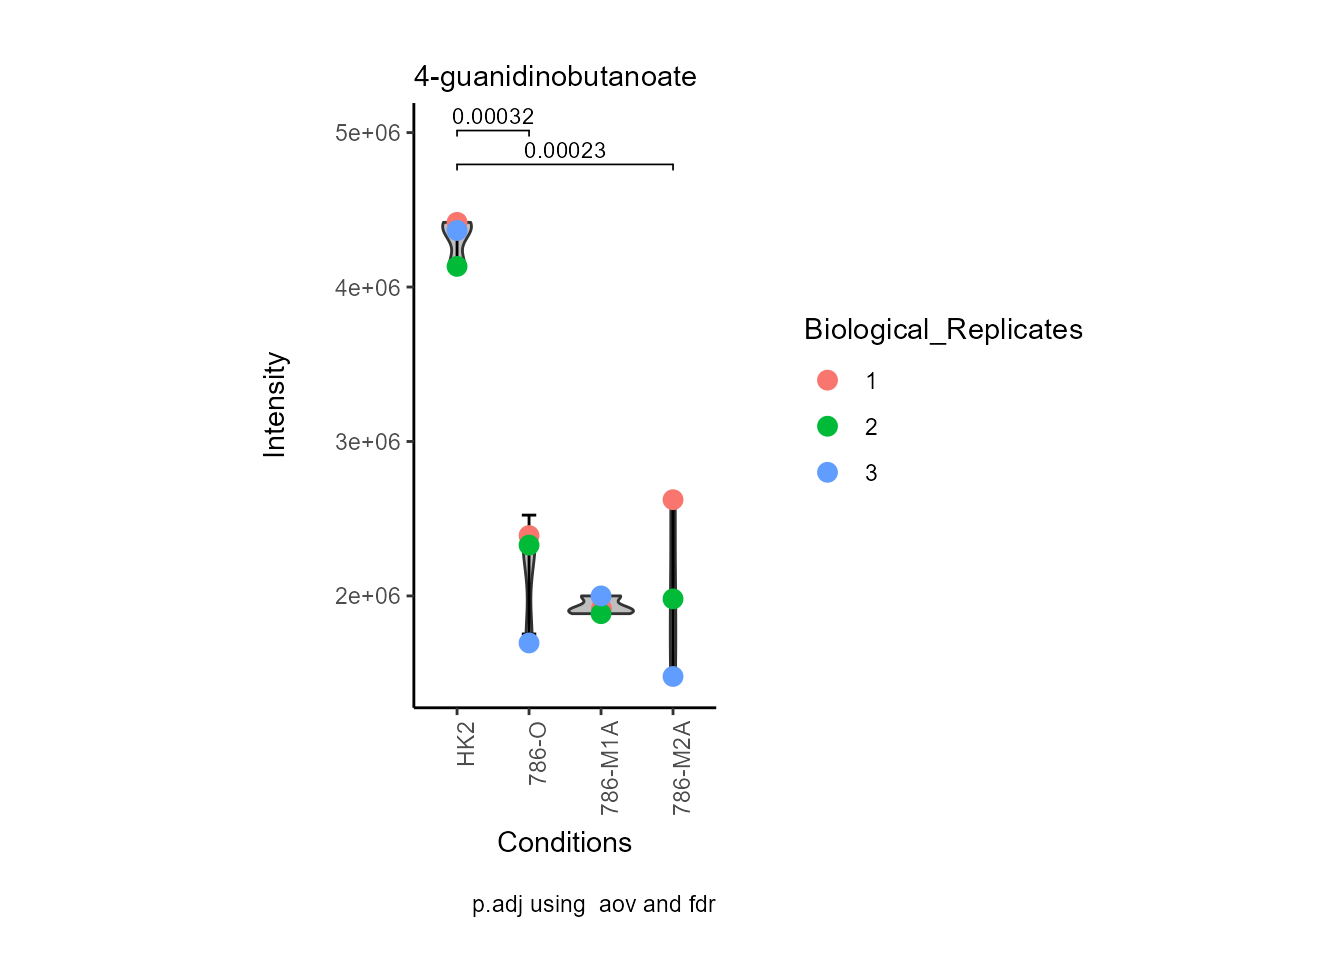 4-guanidinobutanoate
0.00032
0.00023
5e+06
4e+06
3e+06
2e+06
Intensity
HK2
786-O
786-M1A
786-M2A
Conditions
Biological_Replicates
1
2
3
p.adj using  aov and fdr